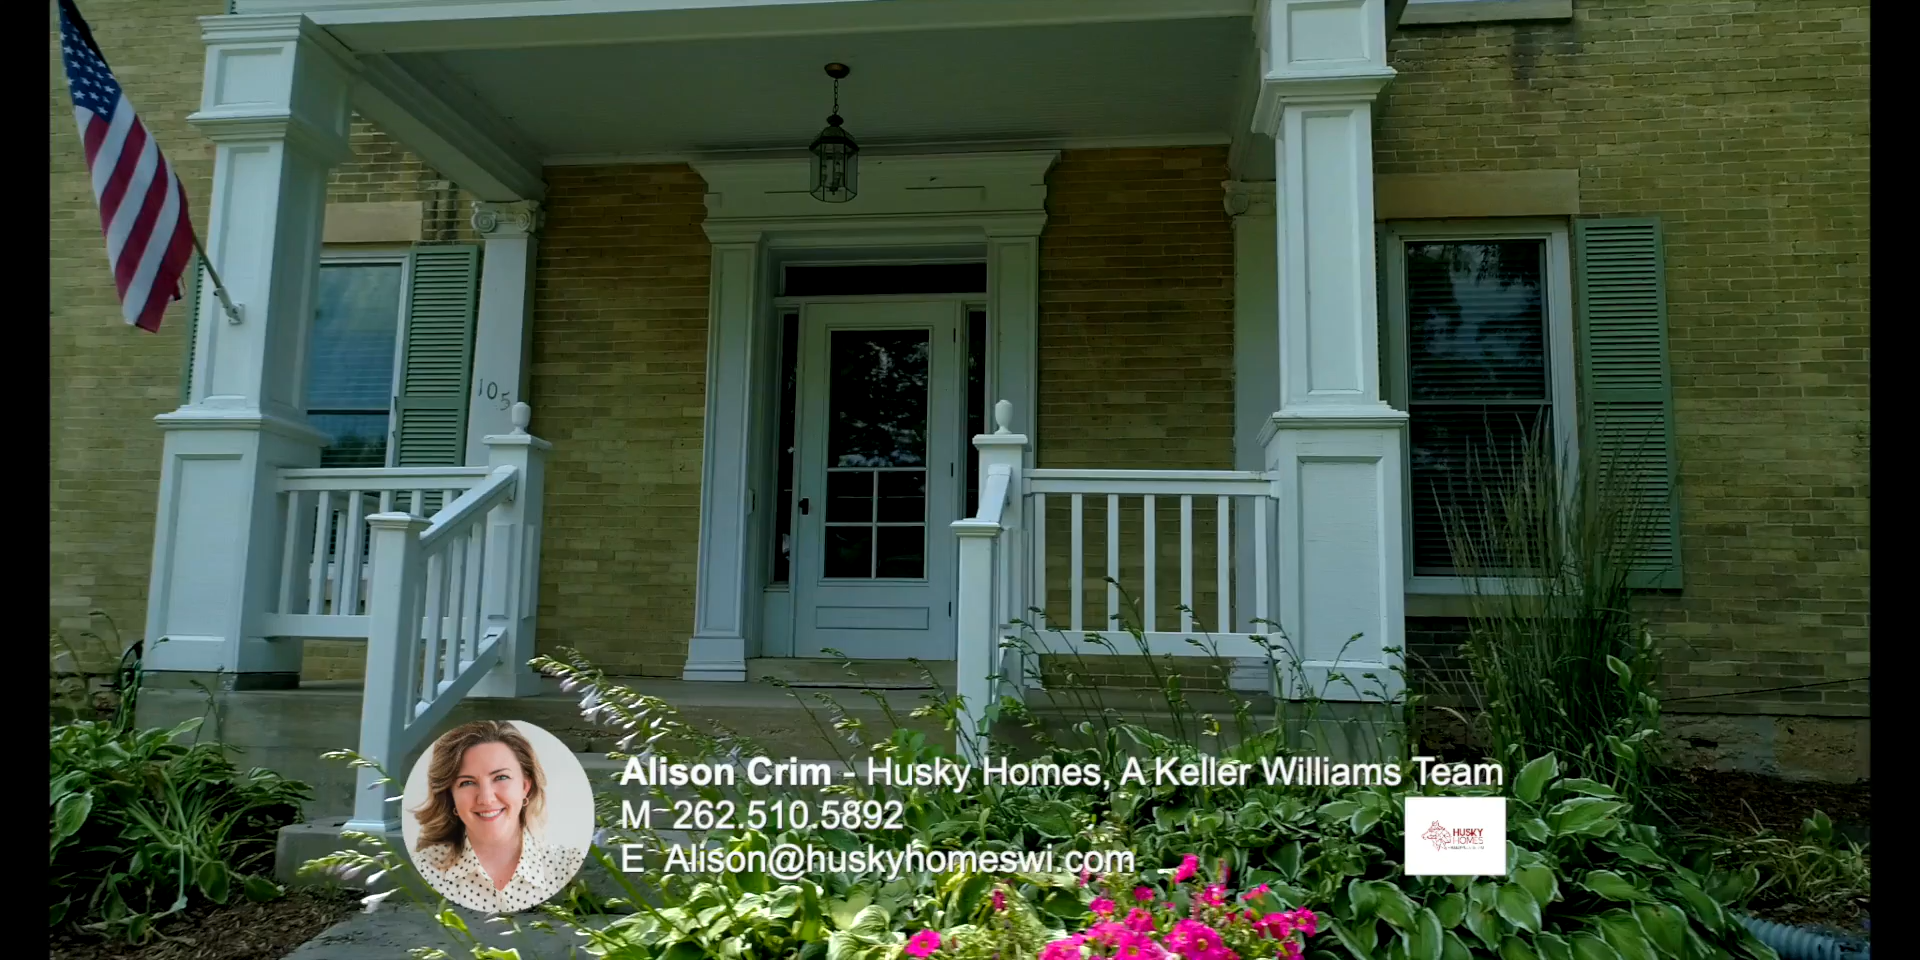 105
Alison Crim - Husky Homes, A Keller Williams Team
M 262.510.5892
E Alison@huskyhomeswi.com
HUSKY
HOMES